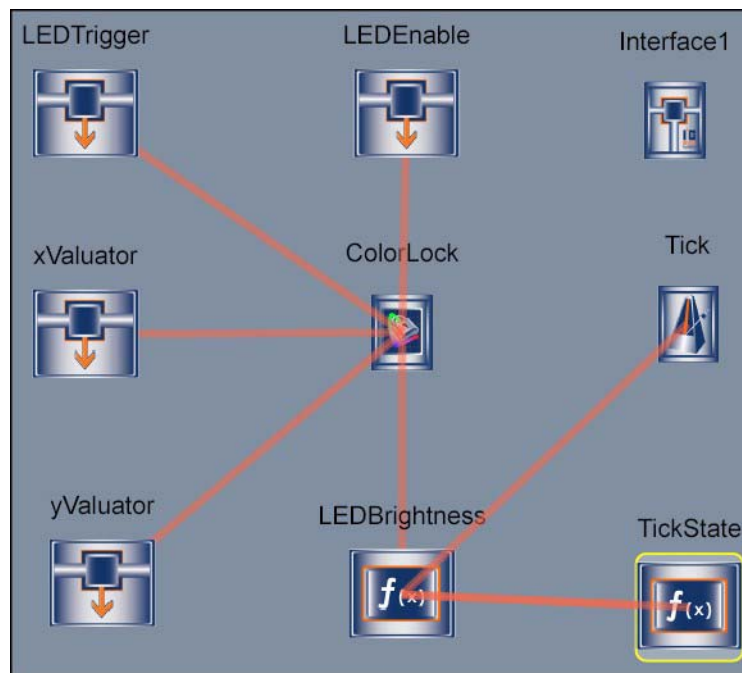 LEDTrigger
LEDEnable
Interface1
xValuator
ColorLock
Tick
yValuator
LEDBrightness
TickState
f(x)
f(x)